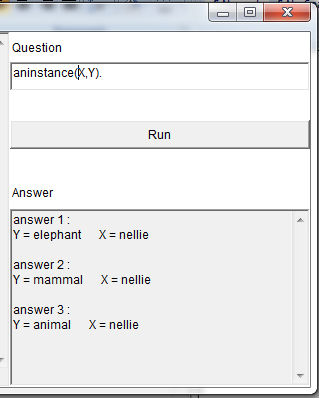 Question
aninstance(X,Y).
Run
Answer
answer 1 :
Y = elephant X = nellie
answer 2 :
Y = mammal X = nellie
answer 3 :
Y = animal X = nellie